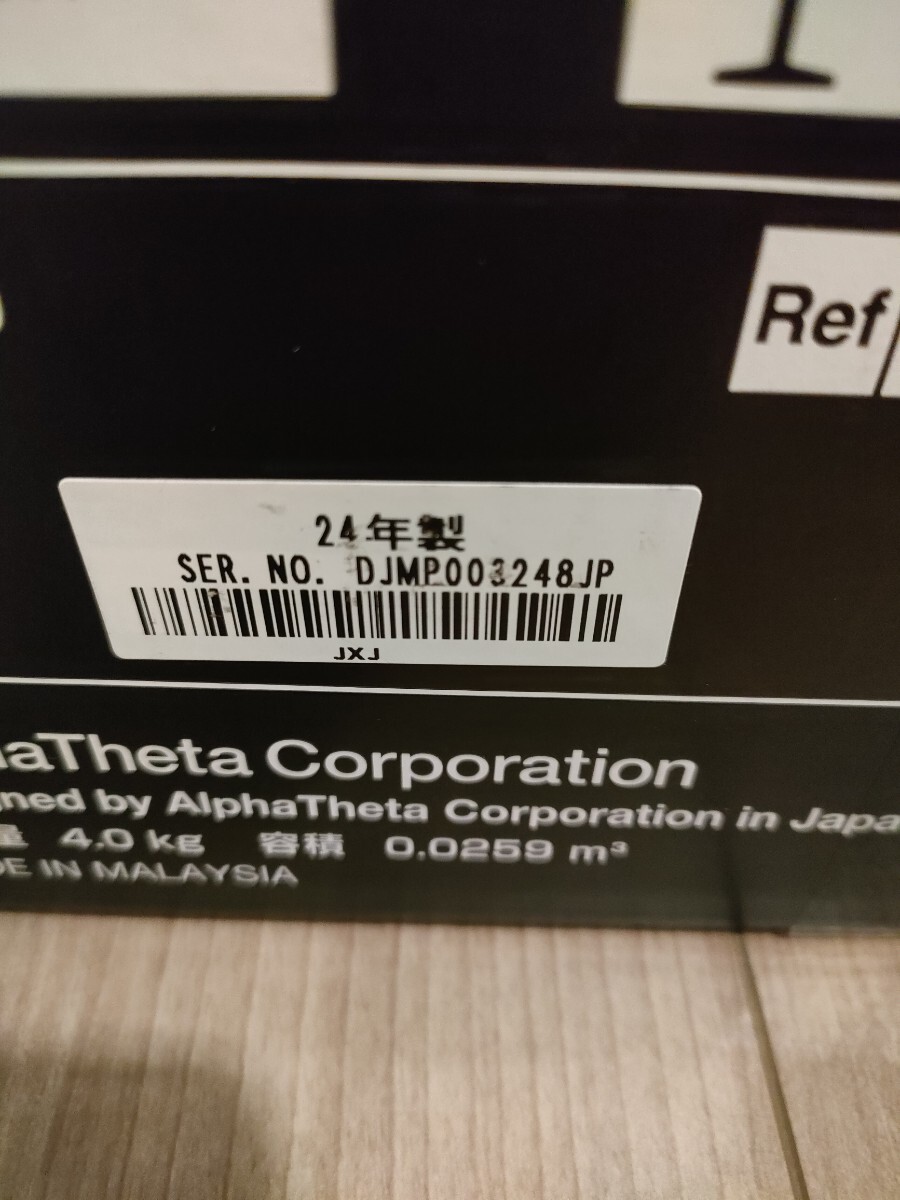 Ref
24年製
SER. NO. DJMP003248JP
JXJ
haTheta Corporation
ned by AlphaTheta Corporation in Japa
量 4.0 kg 容積 0.0259 m³
DE IN MALAYSIA